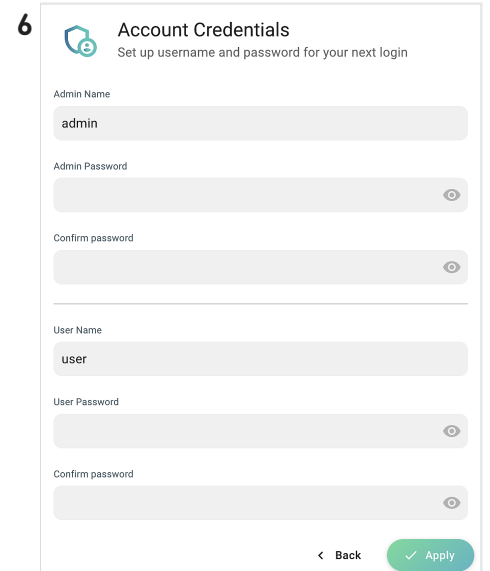 6
Account Credentials
Set up username and password for your next login
Admin Name
admin
Admin Password
Confirm password
User Name
user
User Password
Confirm password
Back
Apply